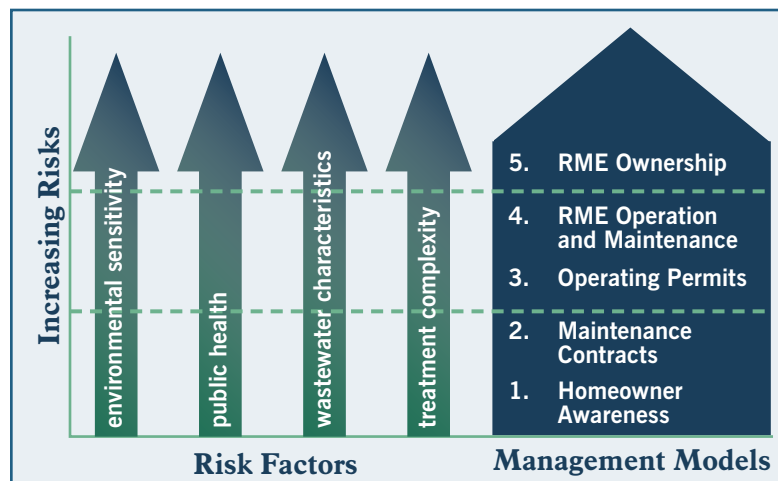 Increasing Risks
environmental sensitivity
public health
wastewater characteristics
treatment complexity
Risk Factors
5. RME Ownership
4. RME Operation
and Maintenance
3. Operating Permits
2. Maintenance
Contracts
1. Homeowner
Awareness
Management Models